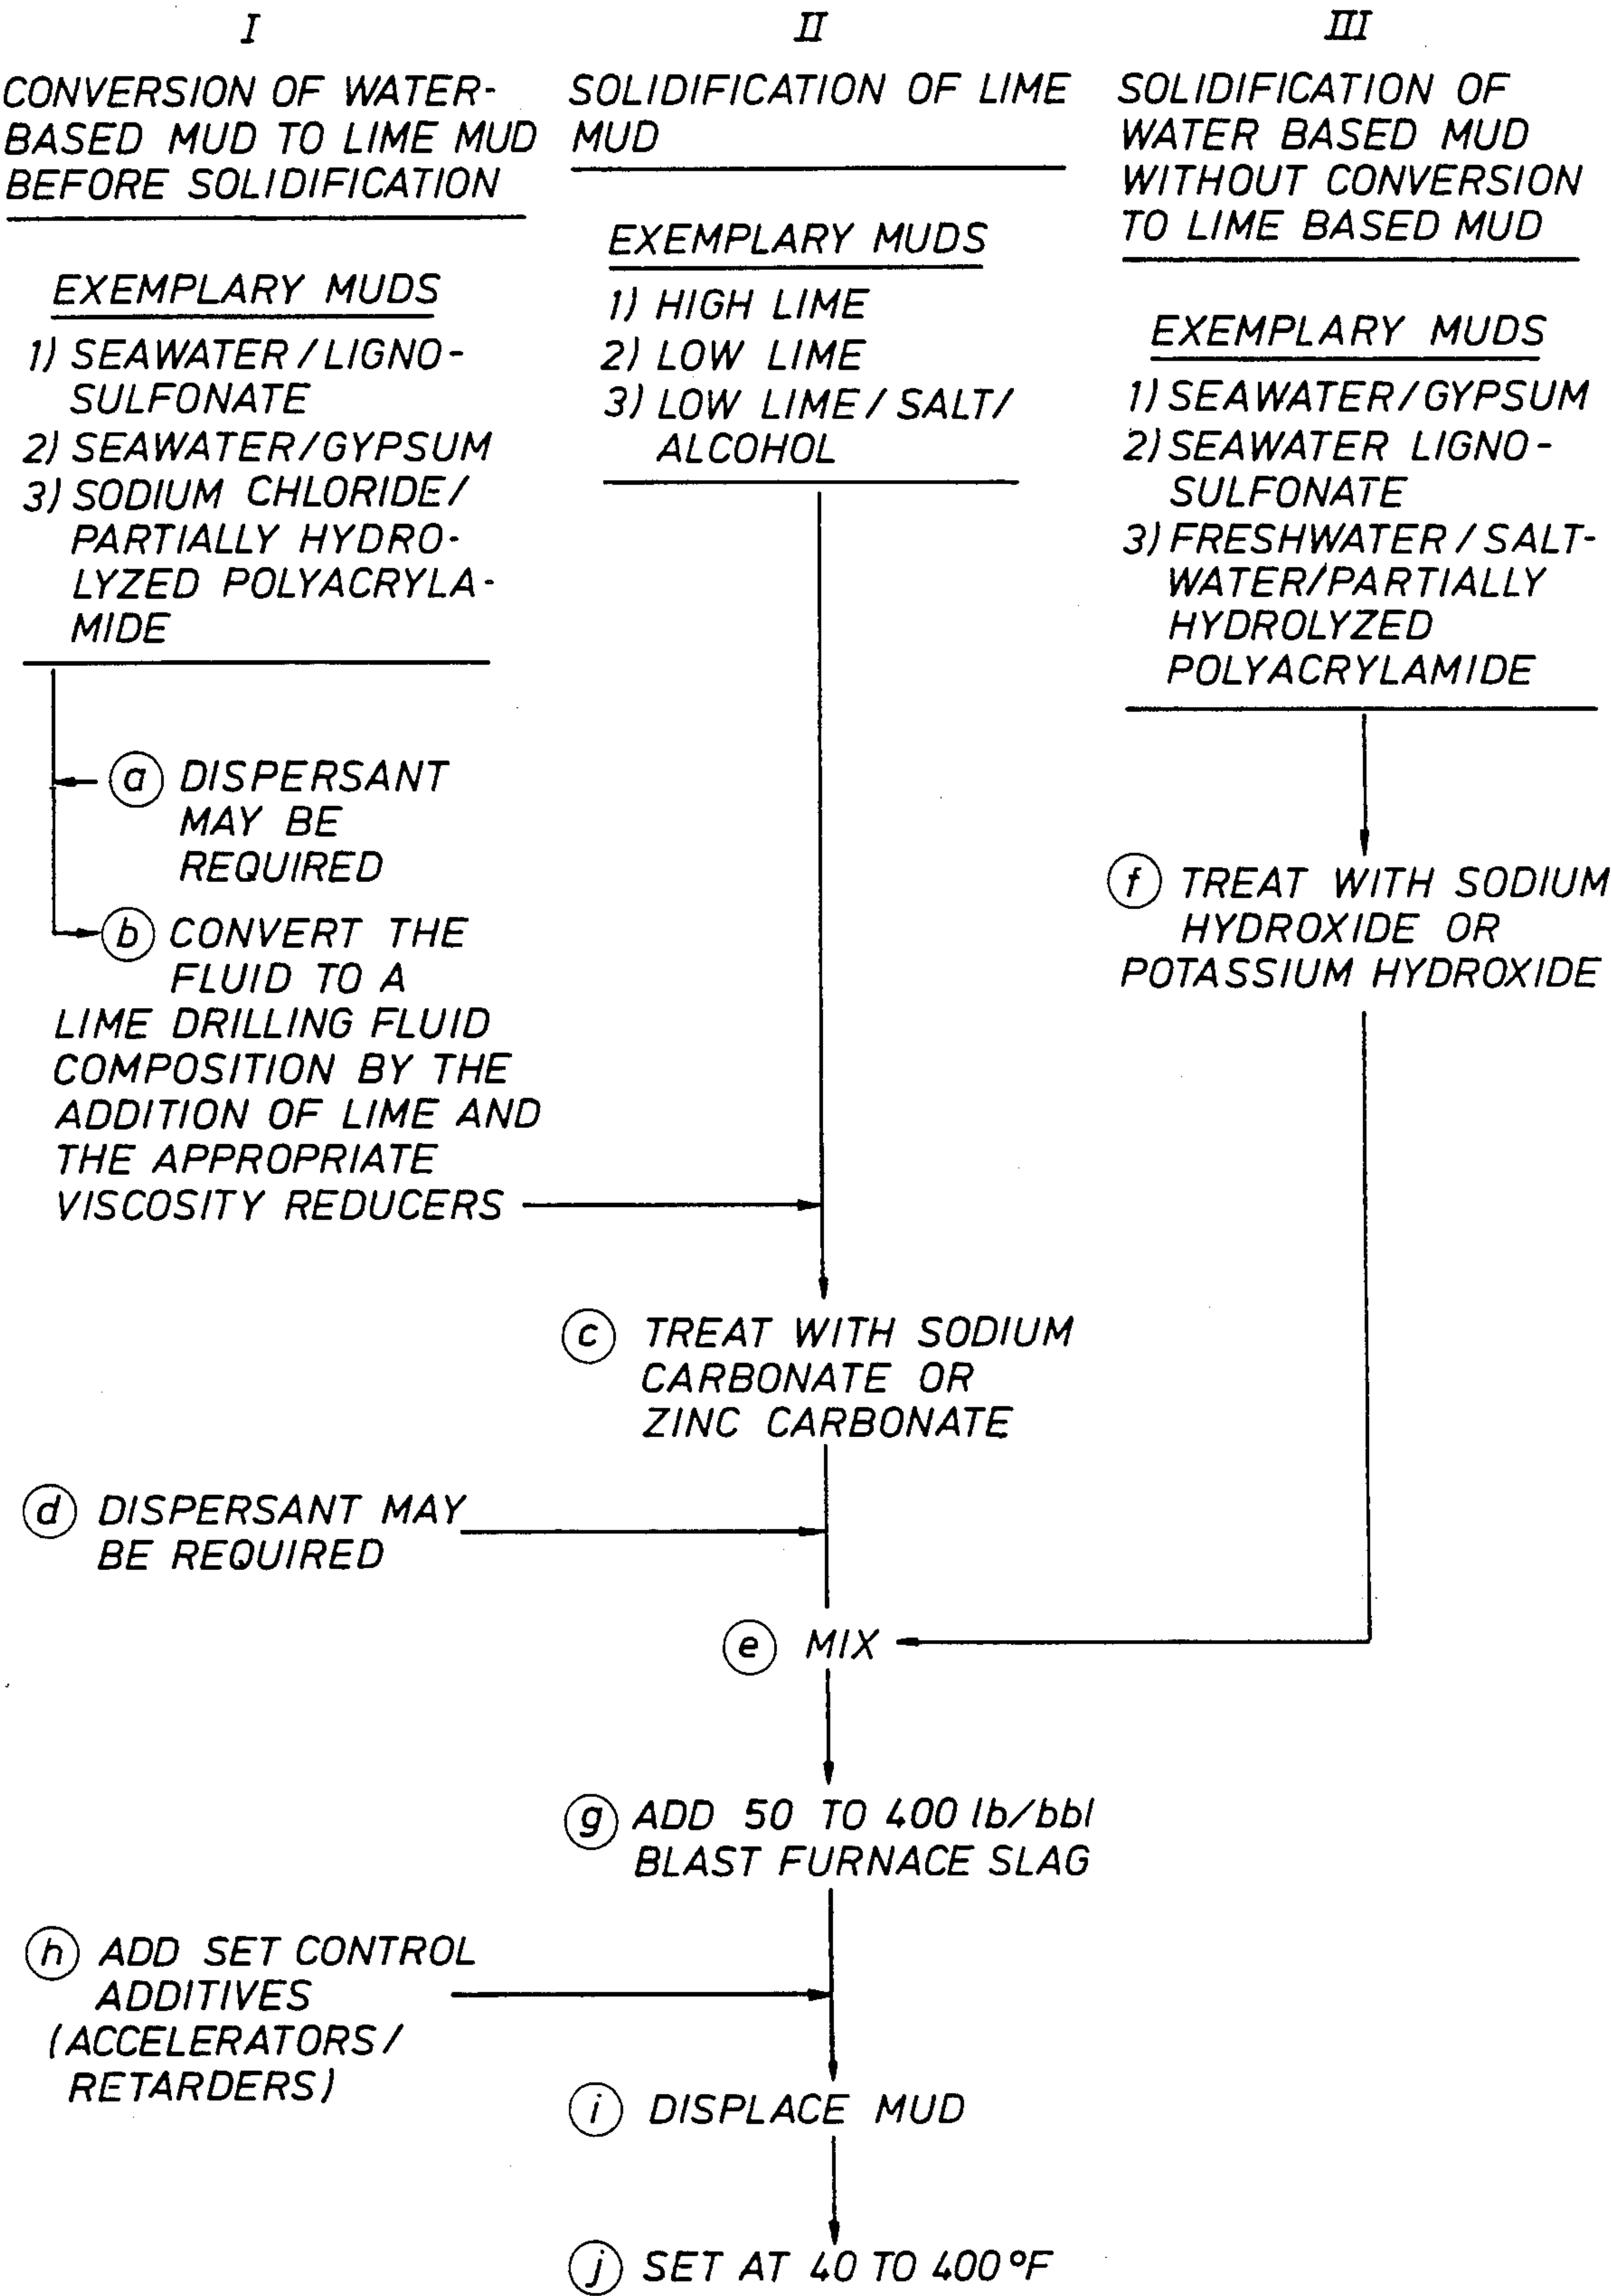 I
CONVERSION OF WATER-
BASED MUD TO LIME MUD
BEFORE SOLIDIFICATION
EXEMPLARY MUDS
1) SEAWATER/LIGNO-
SULFONATE
2) SEAWATER/GYPSUM
3) SODIUM CHLORIDE/
PARTIALLY HYDRO-
LYZED POLYACRYLA-
MIDE
a DISPERSANT
MAY BE
REQUIRED
b CONVERT THE
FLUID TO A
LIME DRILLING FLUID
COMPOSITION BY THE
ADDITION OF LIME AND
THE APPROPRIATE
VISCOSITY REDUCERS
II
SOLIDIFICATION OF LIME
MUD
EXEMPLARY MUDS
1) HIGH LIME
2) LOW LIME
3) LOW LIME/SALT/
ALCOHOL
III
SOLIDIFICATION OF
WATER BASED MUD
WITHOUT CONVERSION
TO LIME BASED MUD
EXEMPLARY MUDS
1) SEAWATER/GYPSUM
2) SEAWATER LIGNO-
SULFONATE
3) FRESHWATER/SALT-
WATER/PARTIALLY
HYDROLYZED
POLYACRYLAMIDE
f TREAT WITH SODIUM
HYDROXIDE OR
POTASSIUM HYDROXIDE
c TREAT WITH SODIUM
CARBONATE OR
ZINC CARBONATE
d DISPERSANT MAY
BE REQUIRED
e MIX
g ADD 50 TO 400 lb/bbl
BLAST FURNACE SLAG
h ADD SET CONTROL
ADDITIVES
(ACCELERATORS/
RETARDERS)
i DISPLACE MUD
j SET AT 40 TO 400°F